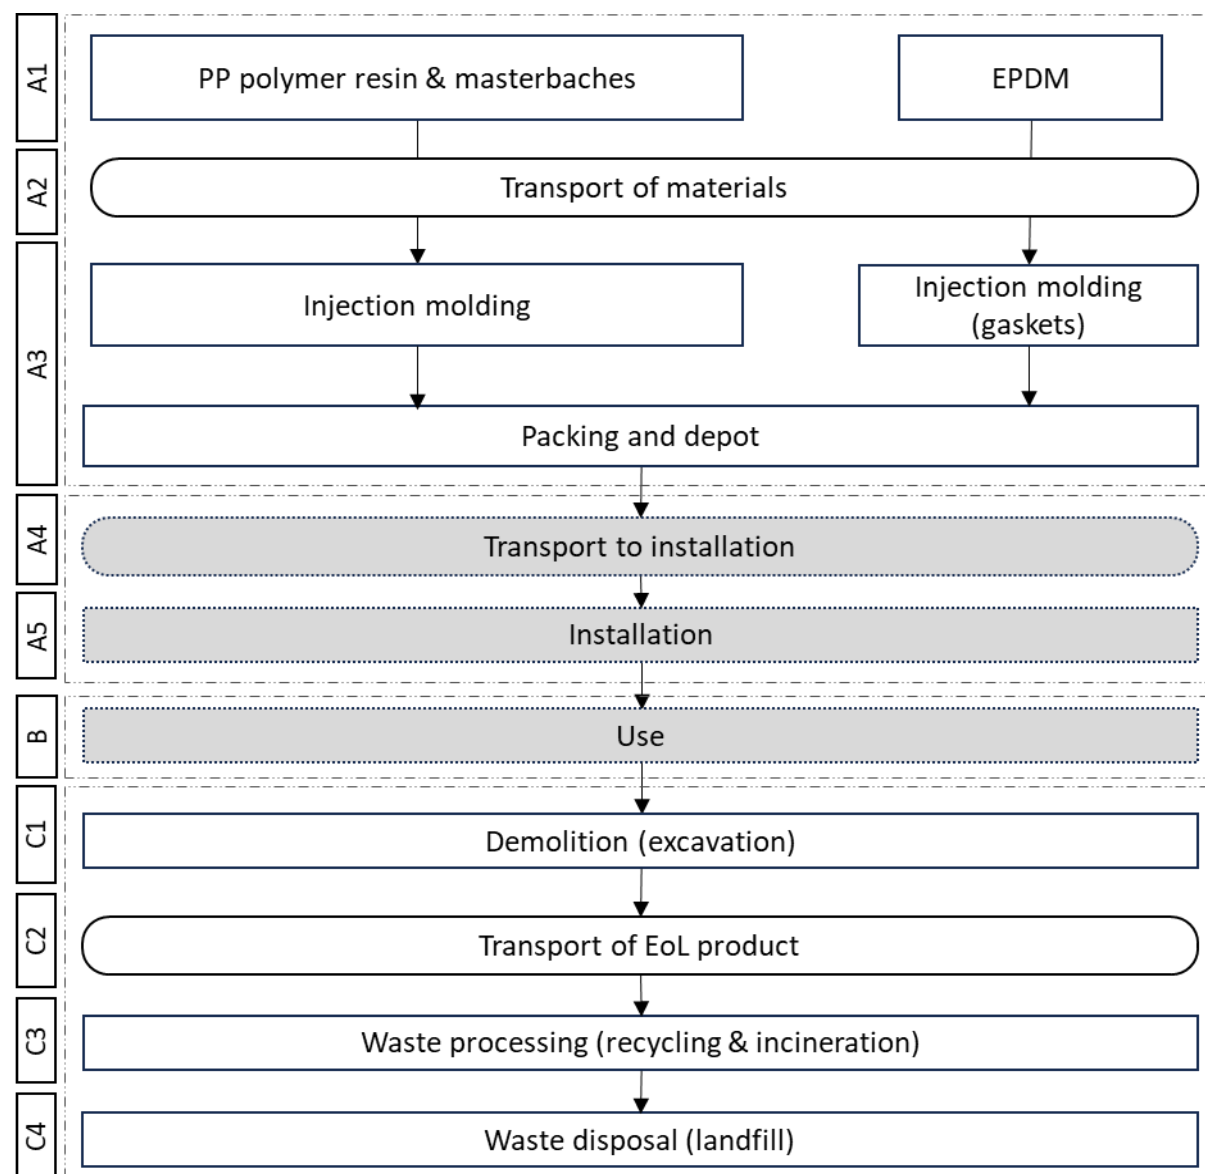 A1
PP polymer resin & masterbaches
EPDM
A2
Transport of materials
A3
Injection molding
Injection molding
(gaskets)
Packing and depot
A4
Transport to installation
A5
Installation
B
Use
C1
Demolition (excavation)
C2
Transport of EoL product
C3
Waste processing (recycling & incineration)
C4
Waste disposal (landfill)